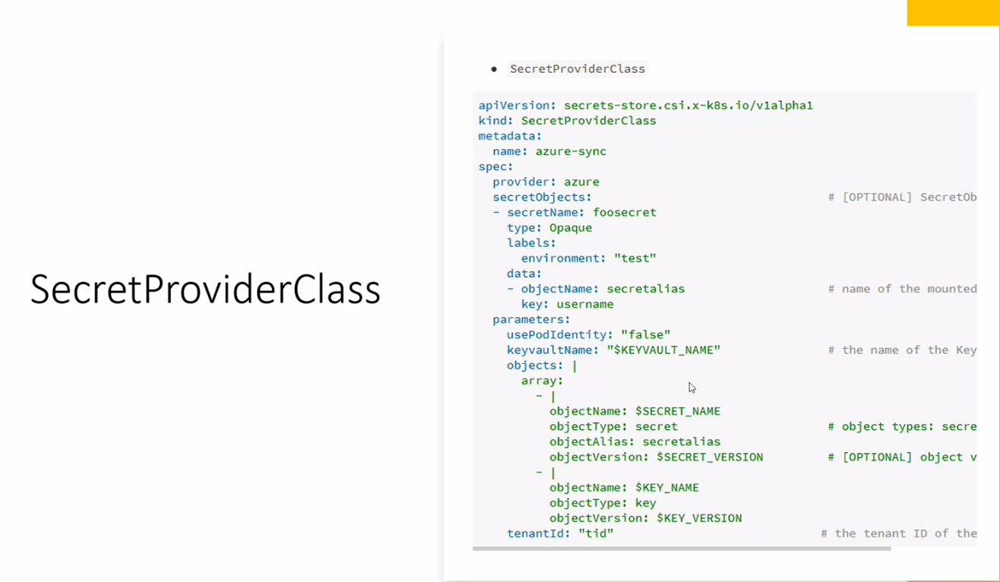 SecretProviderClass
• SecretProviderClass
apiVersion: secrets-store.csi.x-k8s.io/v1alpha1
kind: SecretProviderClass
metadata:
  name: azure-sync
spec:
  provider: azure
  secretObjects:                                 # [OPTIONAL] SecretOb
  - secretName: foosecret
    type: Opaque
    labels:
      environment: "test"
    data:
    - objectName: secretalias                    # name of the mounted
      key: username
  parameters:
    usePodIdentity: "false"
    keyvaultName: "$KEYVAULT_NAME"               # the name of the Key
    objects: |
      array:
        - |
          objectName: $SECRET_NAME
          objectType: secret                     # object types: secre
          objectAlias: secretalias
          objectVersion: $SECRET_VERSION         # [OPTIONAL] object v
        - |
          objectName: $KEY_NAME
          objectType: key
          objectVersion: $KEY_VERSION
    tenantId: "tid"                             # the tenant ID of the